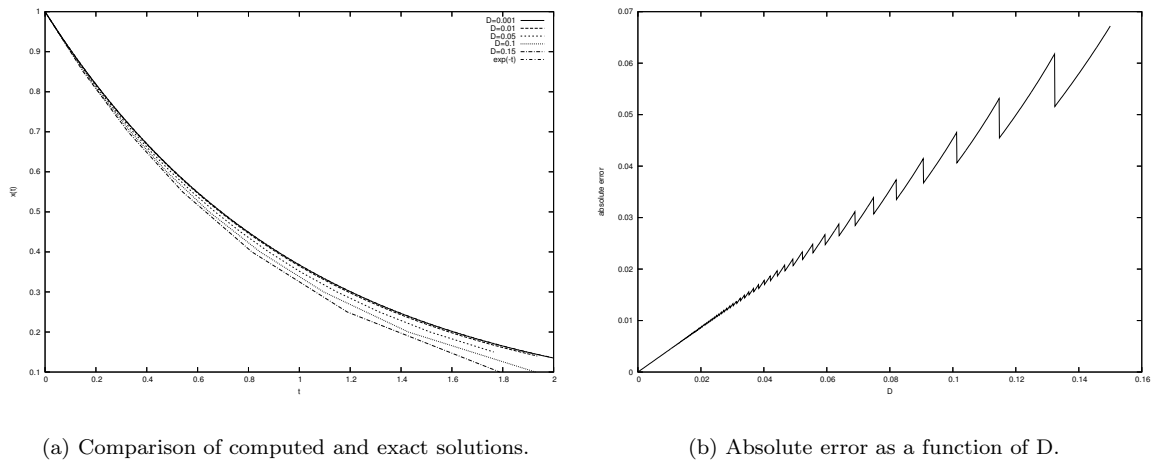 1
0.9
0.8
0.7
0.6
0.5
0.4
0.3
0.2
0.1
x(t)
0 0.2 0.4 0.6 0.8 1 1.2 1.4 1.6 1.8 2
t
D=0.001
D=0.01
D=0.05
D=0.1
D=0.15
exp(-t)
(a) Comparison of computed and exact solutions.
0.07
0.06
0.05
0.04
0.03
0.02
0.01
0
absolute error
0 0.02 0.04 0.06 0.08 0.1 0.12 0.14 0.16
D
(b) Absolute error as a function of D.